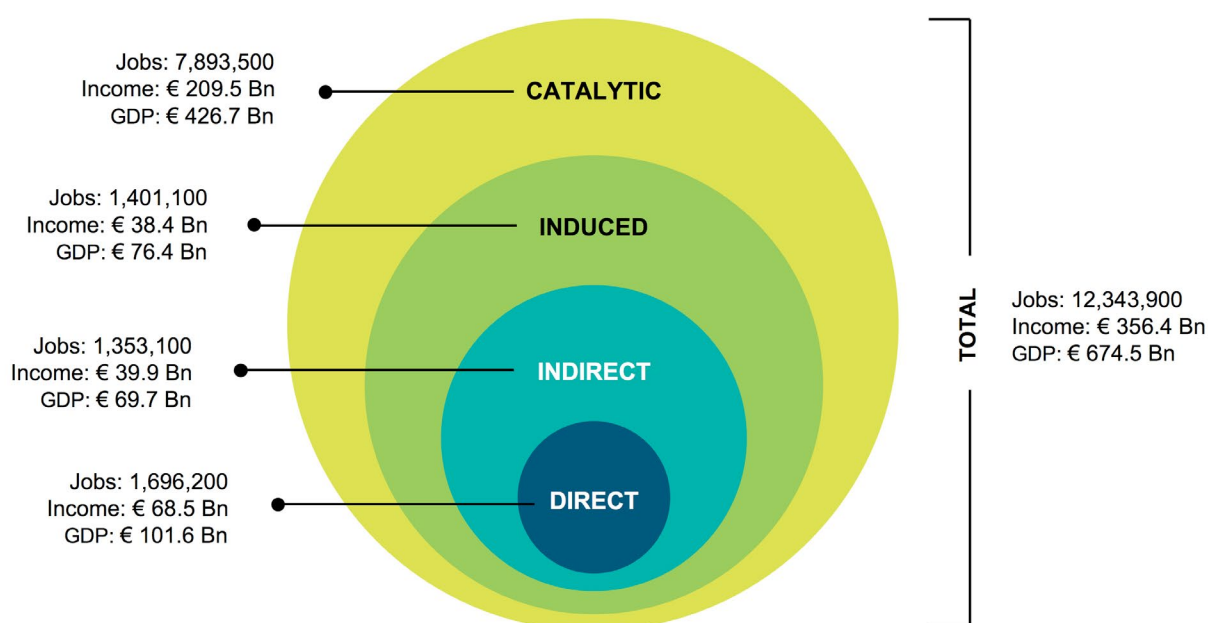 Jobs: 7,893,500
Income: € 209.5 Bn
GDP: € 426.7 Bn
CATALYTIC
Jobs: 1,401,100
Income: € 38.4 Bn
GDP: € 76.4 Bn
INDUCED
Jobs: 1,353,100
Income: € 39.9 Bn
GDP: € 69.7 Bn
INDIRECT
Jobs: 1,696,200
Income: € 68.5 Bn
GDP: € 101.6 Bn
DIRECT
TOTAL
Jobs: 12,343,900
Income: € 356.4 Bn
GDP: € 674.5 Bn